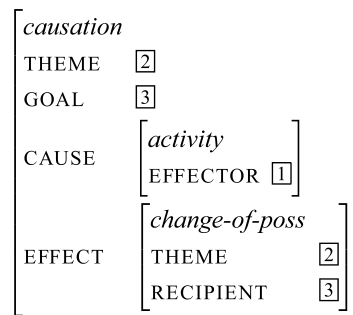 causation
THEME 2
GOAL 3
activity
CAUSE
EFFECTOR 1
change-of-poss
EFFECT THEME 2
RECIPIENT 3